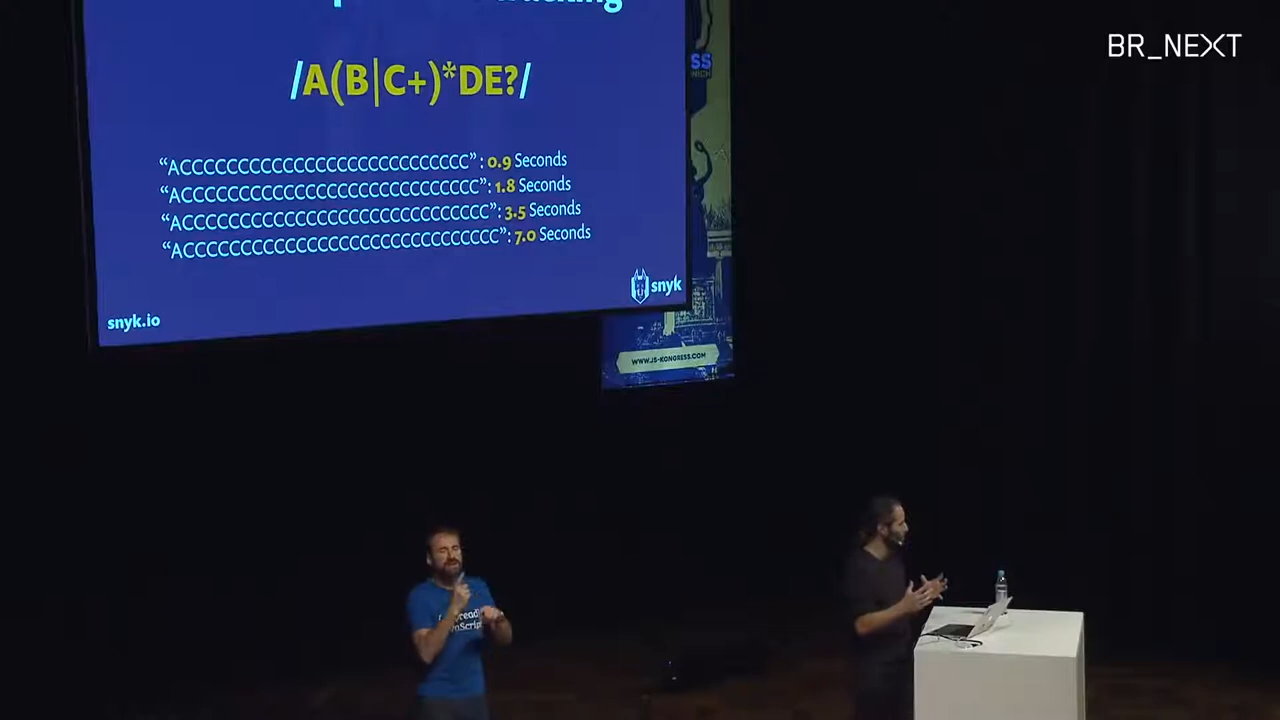 BR_NEXT
/A(B|C+)*DE?/
“ACCCCCCCCCCCCCCCCCCCCCCCCCCC”: 0.9 Seconds
“ACCCCCCCCCCCCCCCCCCCCCCCCCCCC”: 1.8 Seconds
“ACCCCCCCCCCCCCCCCCCCCCCCCCCCCC”: 3.5 Seconds
“ACCCCCCCCCCCCCCCCCCCCCCCCCCCCCC”: 7.0 Seconds
snyk
snyk.io
WWW.JS-KONGRESS.COM